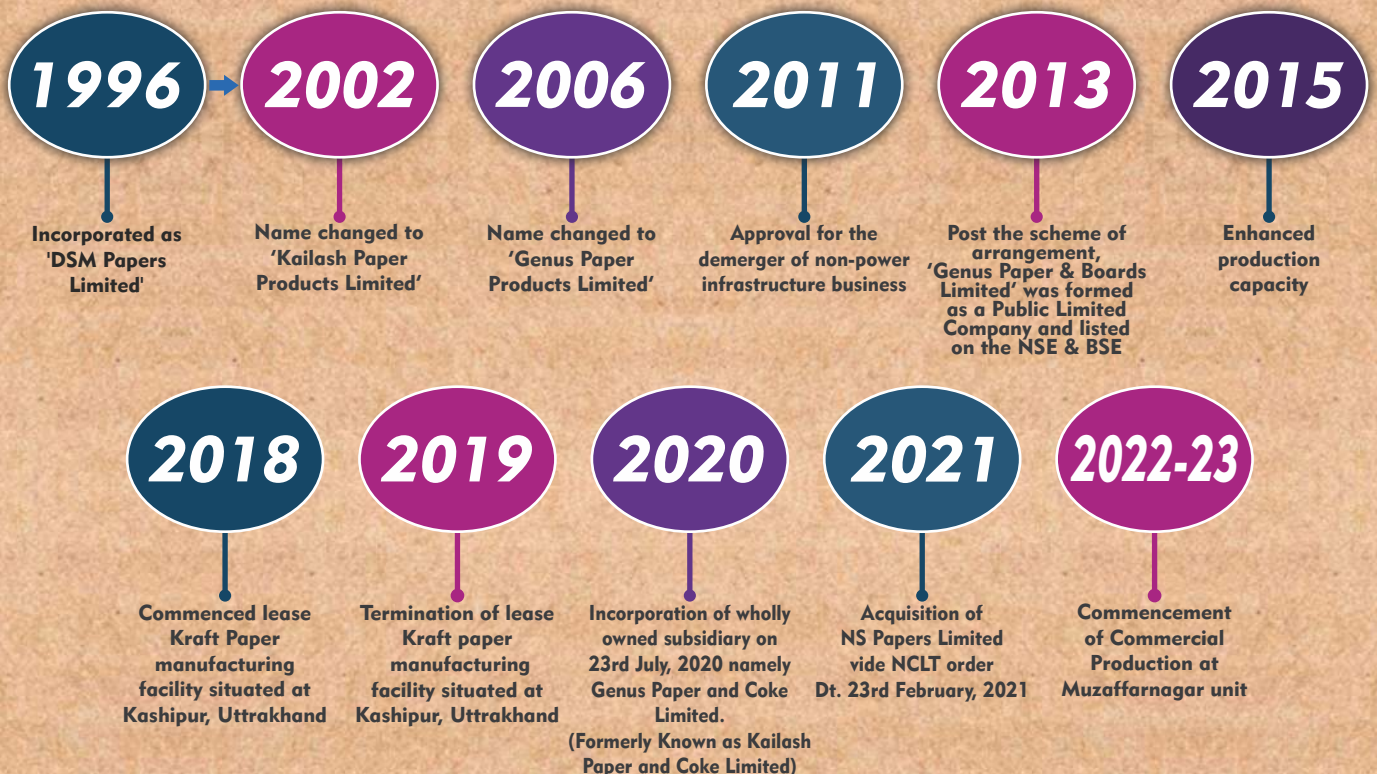 1996
2002
2006
2011
2013
2015
Incorporated as
'DSM Papers
Limited'
Name changed to
‘Kailash Paper
Products Limited’
Name changed to
‘Genus Paper
Products Limited’
Approval for the
demerger of non-power
infrastructure business
Post the scheme of
arrangement,
‘Genus Paper & Boards
Limited’ was formed
as a Public Limited
Company and listed
on the NSE & BSE
Enhanced
production
capacity
2018
2019
2020
2021
2022-23
Commenced lease
Kraft Paper
manufacturing
facility situated at
Kashipur, Uttrakhand
Termination of lease
Kraft paper
manufacturing
facility situated at
Kashipur, Uttrakhand
Incorporation of wholly
owned subsidiary on
23rd July, 2020 namely
Genus Paper and Coke
Limited.
(Formerly Known as Kailash
Paper and Coke Limited)
Acquisition of
NS Papers Limited
vide NCLT order
Dt. 23rd February, 2021
Commencement
of Commercial
Production at
Muzaffarnagar unit